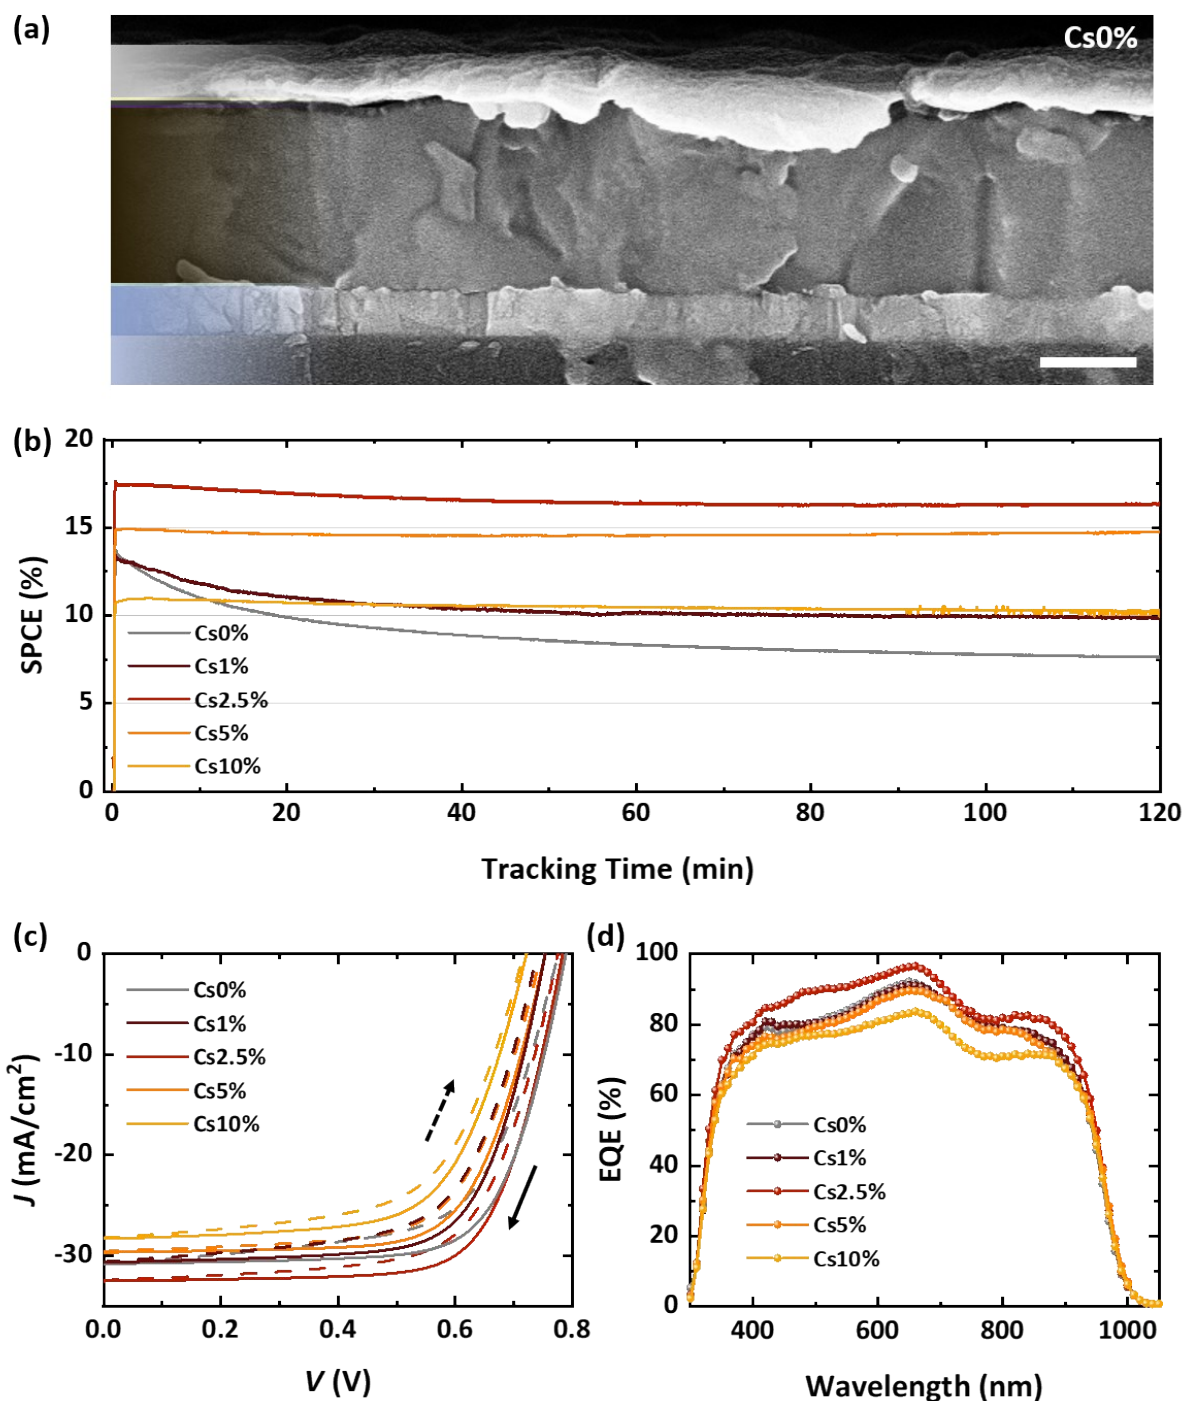 (a)
Cs0%
(b)
20
15
10
5
0
SPCE (%)
Cs0%
Cs1%
Cs2.5%
Cs5%
Cs10%
0 20 40 60 80 100 120
Tracking Time (min)
(c)
0
-10
-20
-30
J (mA/cm²)
Cs0%
Cs1%
Cs2.5%
Cs5%
Cs10%
0.0 0.2 0.4 0.6 0.8
V (V)
(d)
100
80
60
40
20
0
EQE (%)
Cs0%
Cs1%
Cs2.5%
Cs5%
Cs10%
400 600 800 1000
Wavelength (nm)